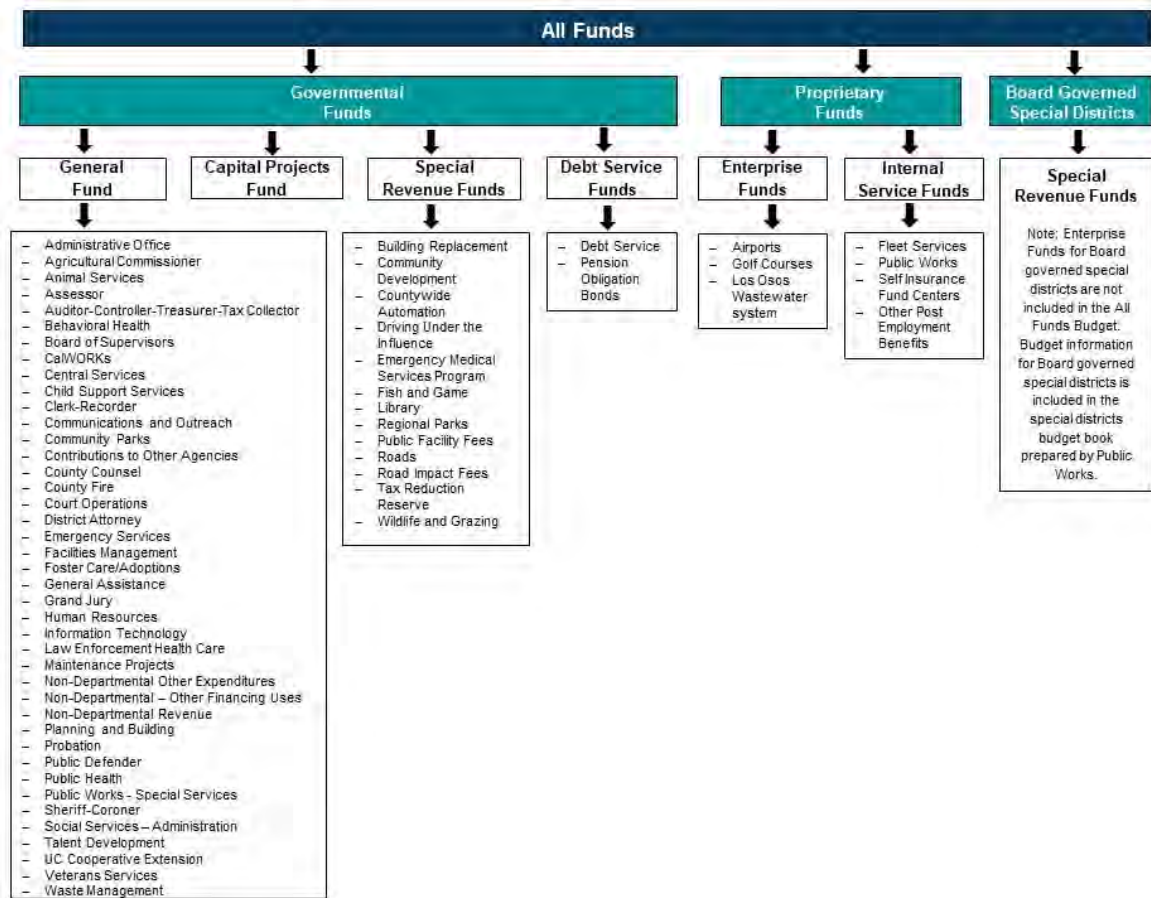 All Funds
Governmental
Funds
Proprietary
Funds
Board Governed
Special Districts
General
Fund
Capital Projects
Fund
Special
Revenue Funds
Debt Service
Funds
Enterprise
Funds
Internal
Service Funds
– Administrative Office
– Agricultural Commissioner
– Animal Services
– Assessor
– Auditor-Controller-Treasurer-Tax Collector
– Behavioral Health
– Board of Supervisors
– CalWORKs
– Central Services
– Child Support Services
– Clerk-Recorder
– Communications and Outreach
– Community Parks
– Contributions to Other Agencies
– County Counsel
– County Fire
– Court Operations
– District Attorney
– Emergency Services
– Facilities Management
– Foster Care/Adoptions
– General Assistance
– Grand Jury
– Human Resources
– Information Technology
– Law Enforcement Health Care
– Maintenance Projects
– Non-Departmental Other Expenditures
– Non-Departmental – Other Financing Uses
– Non-Departmental Revenue
– Planning and Building
– Probation
– Public Defender
– Public Health
– Public Works - Special Services
– Sheriff-Coroner
– Social Services – Administration
– Talent Development
– UC Cooperative Extension
– Veterans Services
– Waste Management
– Building Replacement
– Community
Development
– Countywide
Automation
– Driving Under the
Influence
– Emergency Medical
Services Program
– Fish and Game
– Library
– Regional Parks
– Public Facility Fees
– Roads
– Road Impact Fees
– Tax Reduction
Reserve
– Wildlife and Grazing
– Debt Service
– Pension
Obligation
Bonds
– Airports
– Golf Courses
– Los Osos
Wastewater
system
– Fleet Services
– Public Works
– Self Insurance
Fund Centers
– Other Post
Employment
Benefits
Special
Revenue Funds
Note: Enterprise
Funds for Board
governed special
districts are not
included in the All
Funds Budget.
Budget information
for Board governed
special districts is
included in the
special districts
budget book
prepared by Public
Works.